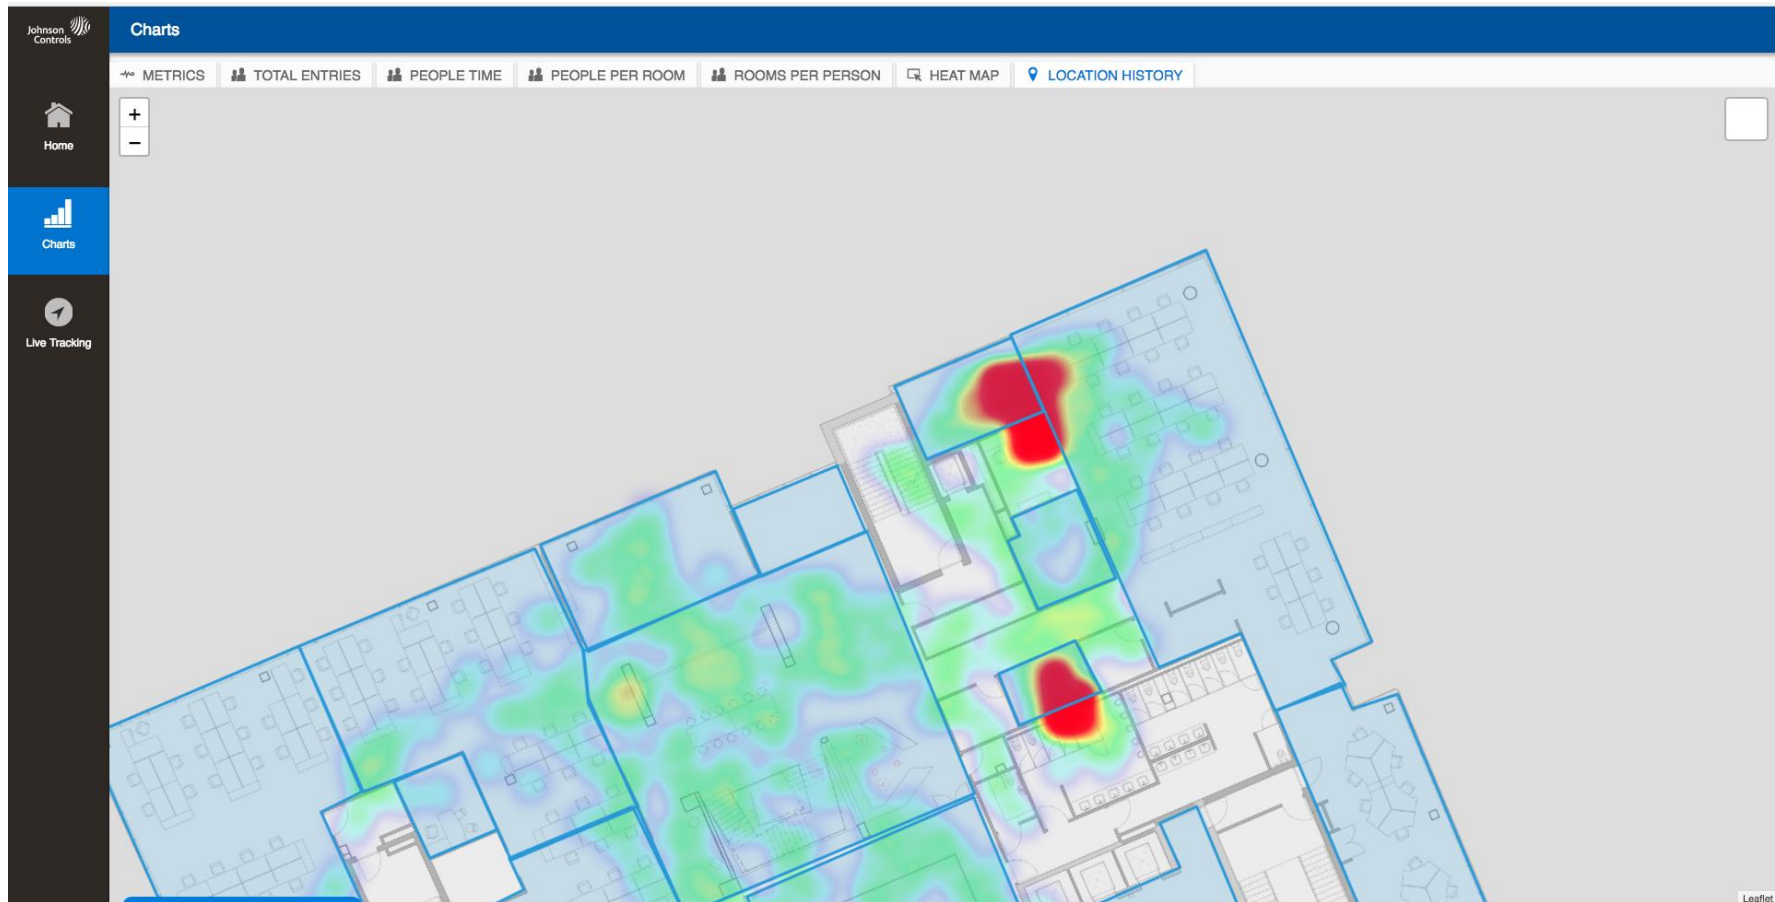 Johnson
Controls
Charts
METRICS
TOTAL ENTRIES
PEOPLE TIME
PEOPLE PER ROOM
ROOMS PER PERSON
HEAT MAP
LOCATION HISTORY
+
−
Home
Charts
Live Tracking
Leaflet